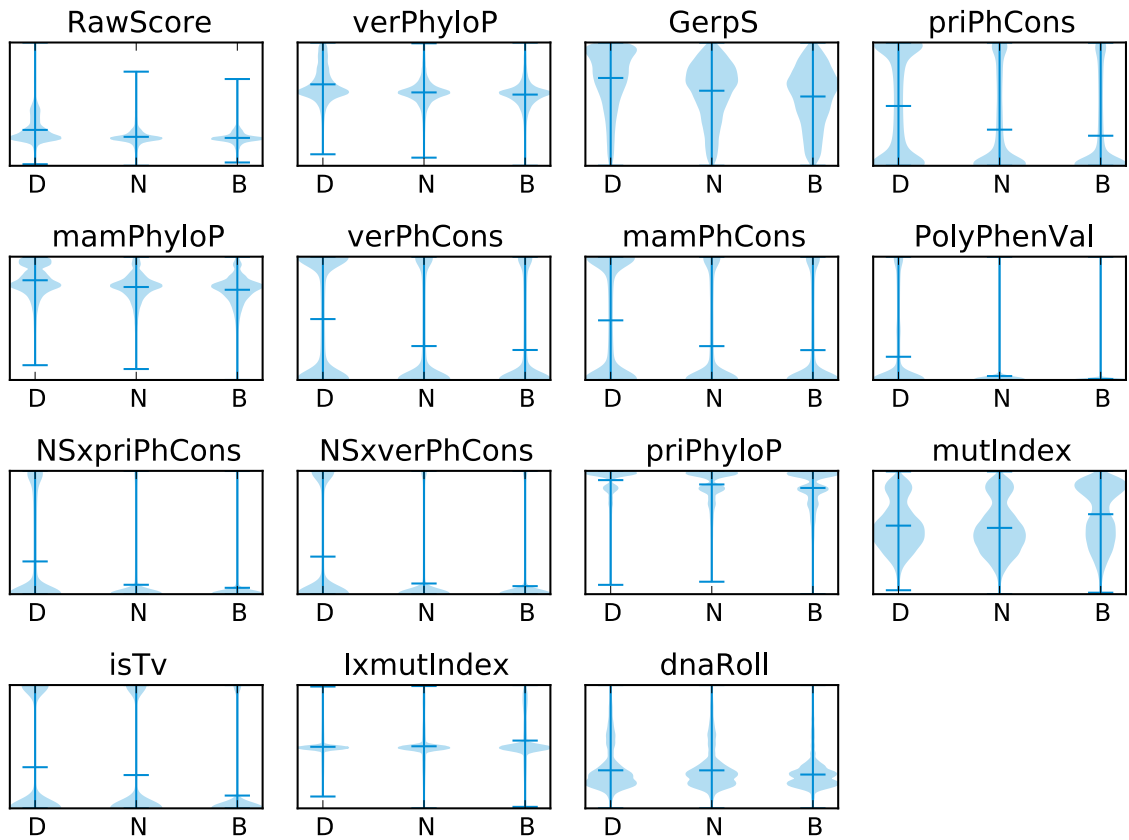 RawScore verPhyloP GerpS priPhCons
D N B D N B D N B D N B
mamPhyloP verPhCons mamPhCons PolyPhenVal
D N B D N B D N B D N B
NSxpriPhCons NSxverPhCons priPhyloP mutIndex
D N B D N B D N B D N B
isTv IxmutIndex dnaRoll
D N B D N B D N B